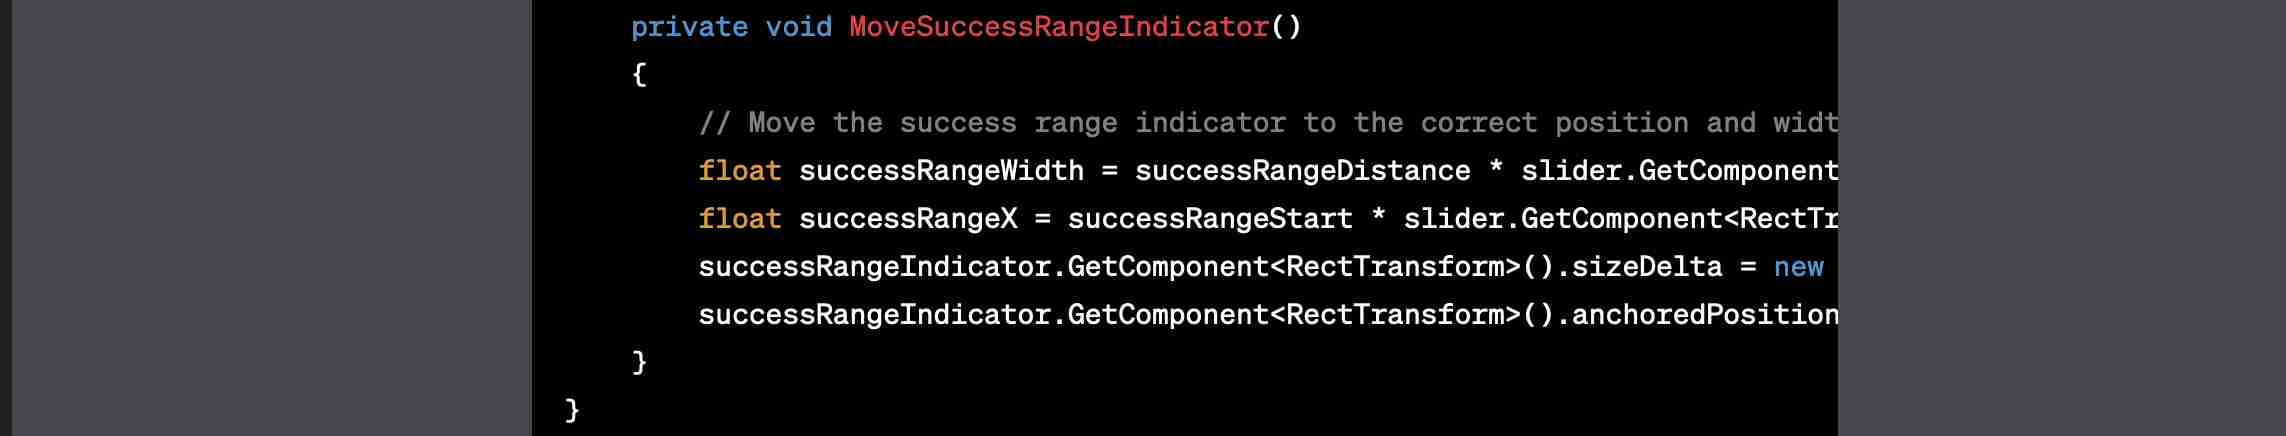 private void MoveSuccessRangeIndicator()
{
// Move the success range indicator to the correct position and widt
float successRangeWidth = successRangeDistance * slider.GetComponent
float successRangeX = successRangeStart * slider.GetComponent<RectTr
successRangeIndicator.GetComponent<RectTransform>().sizeDelta = new
successRangeIndicator.GetComponent<RectTransform>().anchoredPosition
}
}